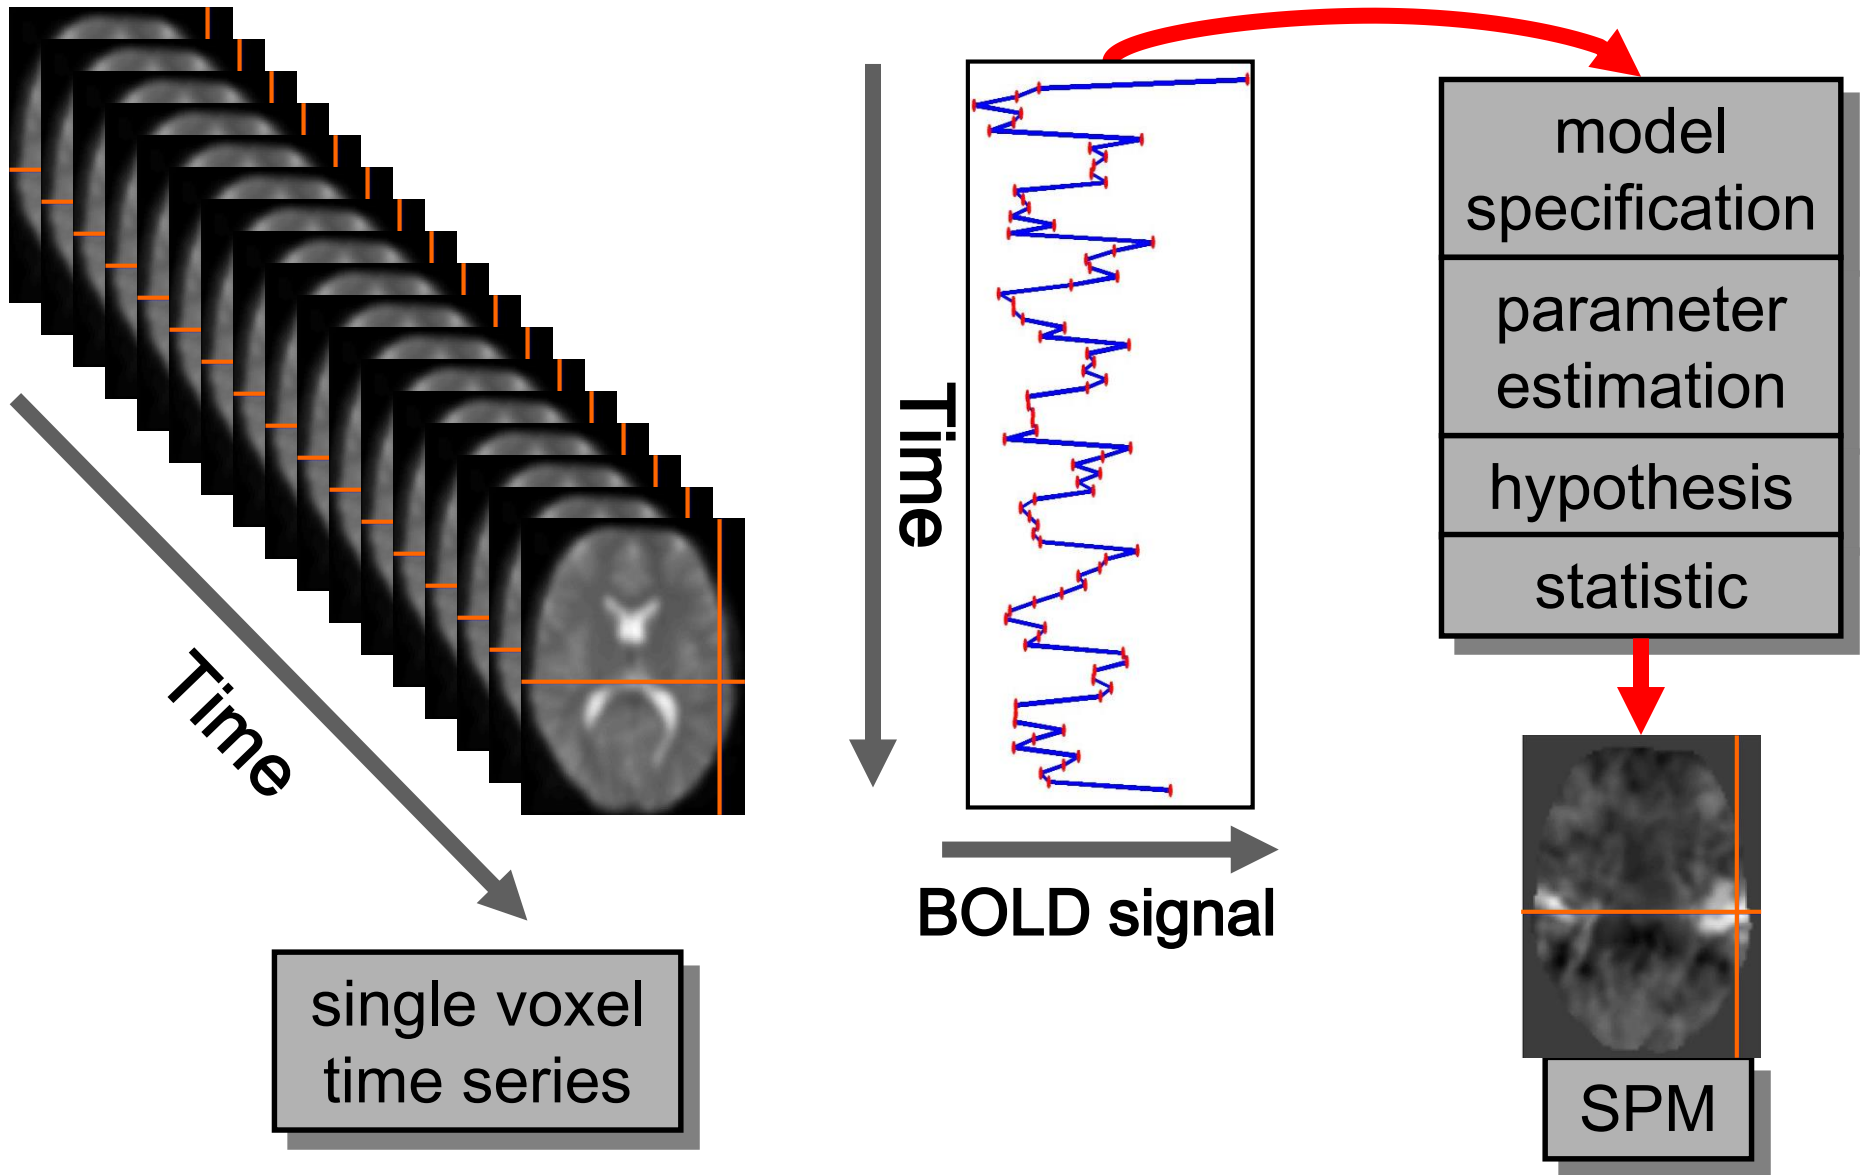 Time
single voxel
time series
Time
BOLD signal
model
specification
parameter
estimation
hypothesis
statistic
SPM